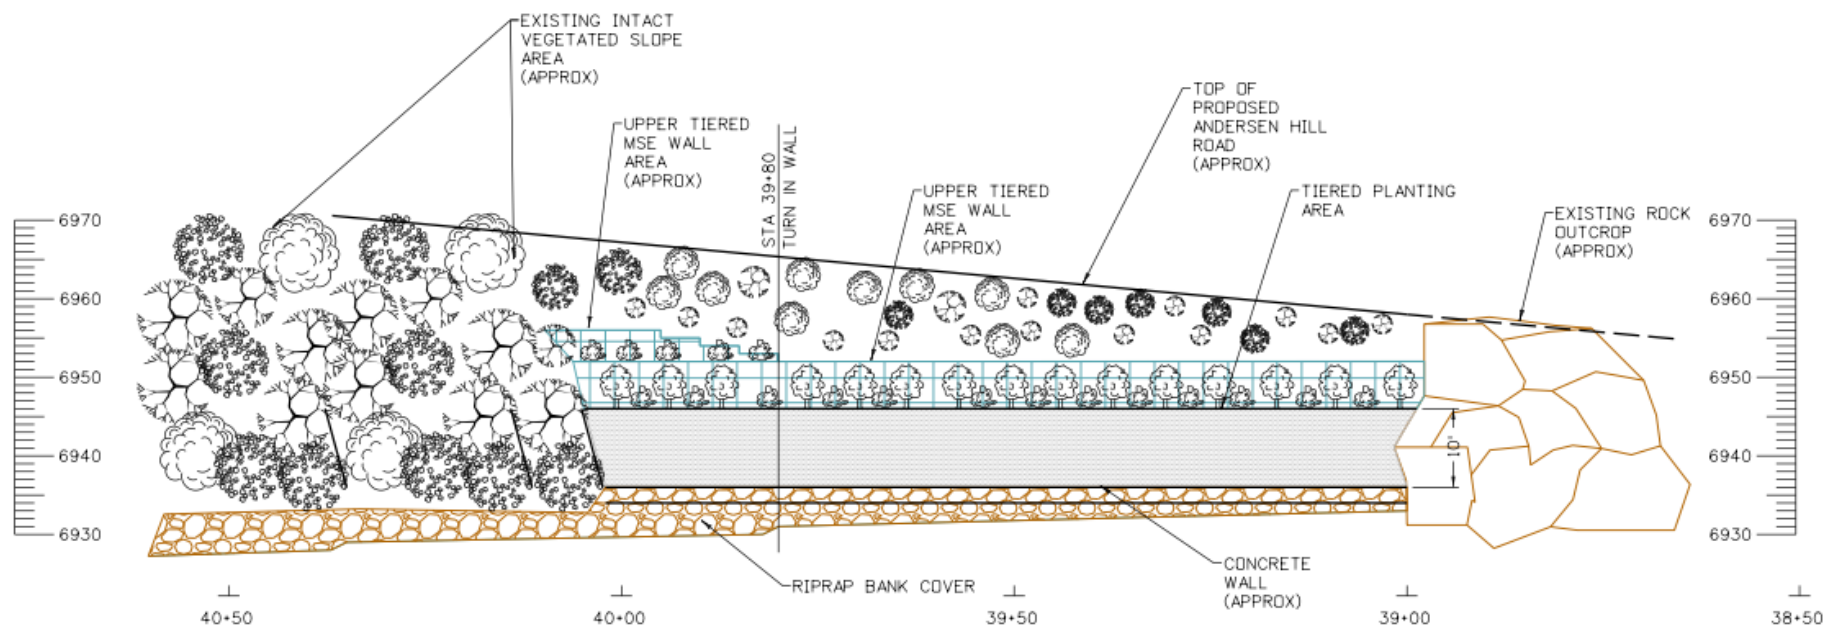 EXISTING INTACT
VEGETATED SLOPE
AREA
(APPROX)
UPPER TIERED
MSE WALL
AREA
(APPROX)
STA 39+80
TURN IN WALL
TOP OF
PROPOSED
ANDERSEN HILL
ROAD
(APPROX)
UPPER TIERED
MSE WALL
AREA
(APPROX)
TIERED PLANTING
AREA
EXISTING ROCK
OUTCROP
(APPROX)
6970
6960
6950
6940
6930
6970
6960
6950
6940
6930
10'
RIPRAP BANK COVER
CONCRETE
WALL
(APPROX)
40+50
40+00
39+50
39+00
38+50